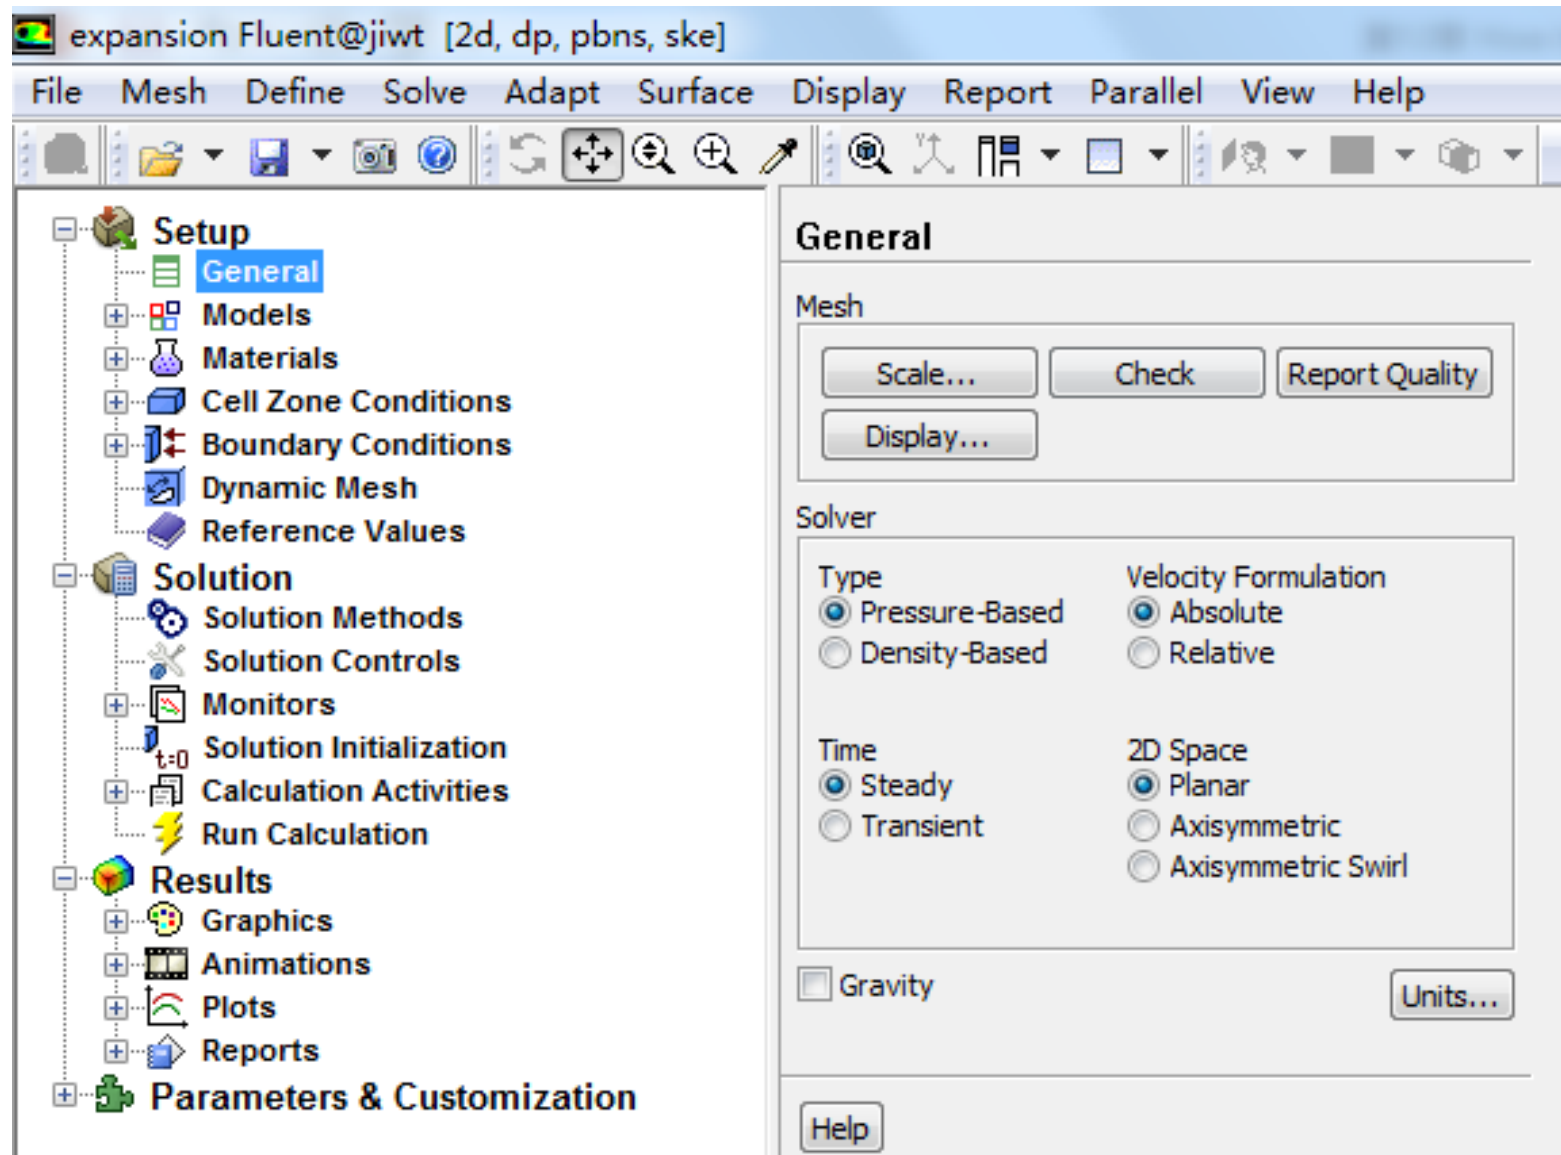 expansion Fluent@jiwt [2d, dp, pbns, ske]
File Mesh Define Solve Adapt Surface Display Report Parallel View Help
Setup
General
Models
Materials
Cell Zone Conditions
Boundary Conditions
Dynamic Mesh
Reference Values
Solution
Solution Methods
Solution Controls
Monitors
t=0 Solution Initialization
Calculation Activities
Run Calculation
Results
Graphics
Animations
Plots
Reports
Parameters & Customization
General
Mesh
Scale... Check Report Quality
Display...
Solver
Type Velocity Formulation
Pressure-Based Absolute
Density-Based Relative
Time 2D Space
Steady Planar
Transient Axisymmetric
Axisymmetric Swirl
Gravity Units...
Help